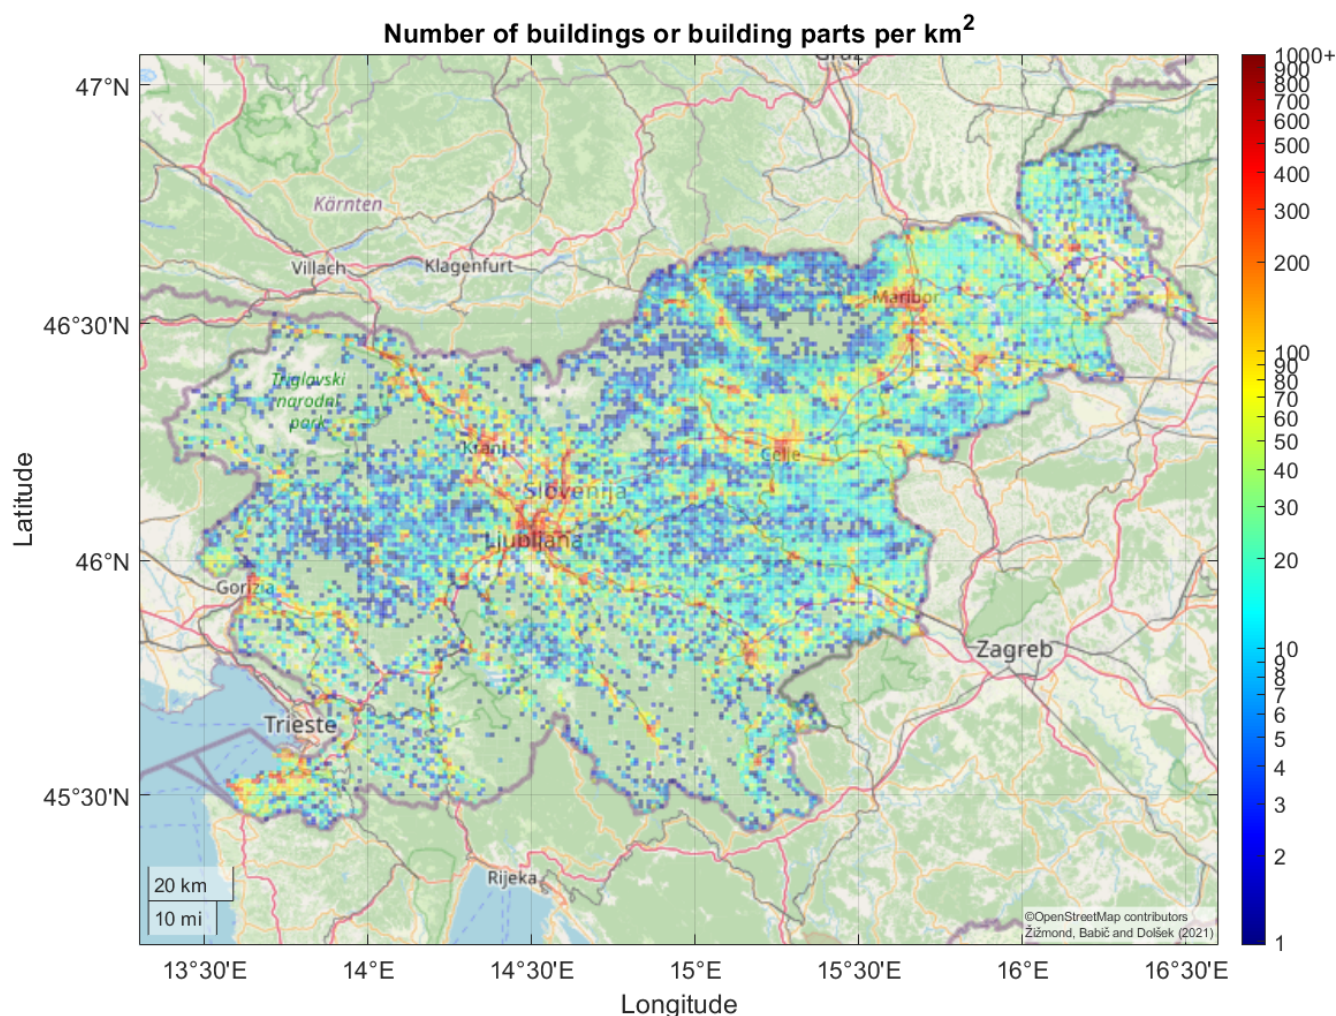 Number of buildings or building parts per km²
Graz
47°N
Kärnten
Villach
Klagenfurt
Maribor
46°30'N
Triglavski
narodni
park
Kranj
Celje
Slovenija
Ljubljana
46°N
Gorizia
Zagreb
Trieste
45°30'N
Rijeka
20 km
10 mi
©OpenStreetMap contributors
Žižmond, Babič and Dolšek (2021)
13°30'E
14°E
14°30'E
15°E
15°30'E
16°E
16°30'E
Longitude
Latitude
1000+
900
800
700
600
500
400
300
200
100
90
80
70
60
50
40
30
20
10
9
8
7
6
5
4
3
2
1